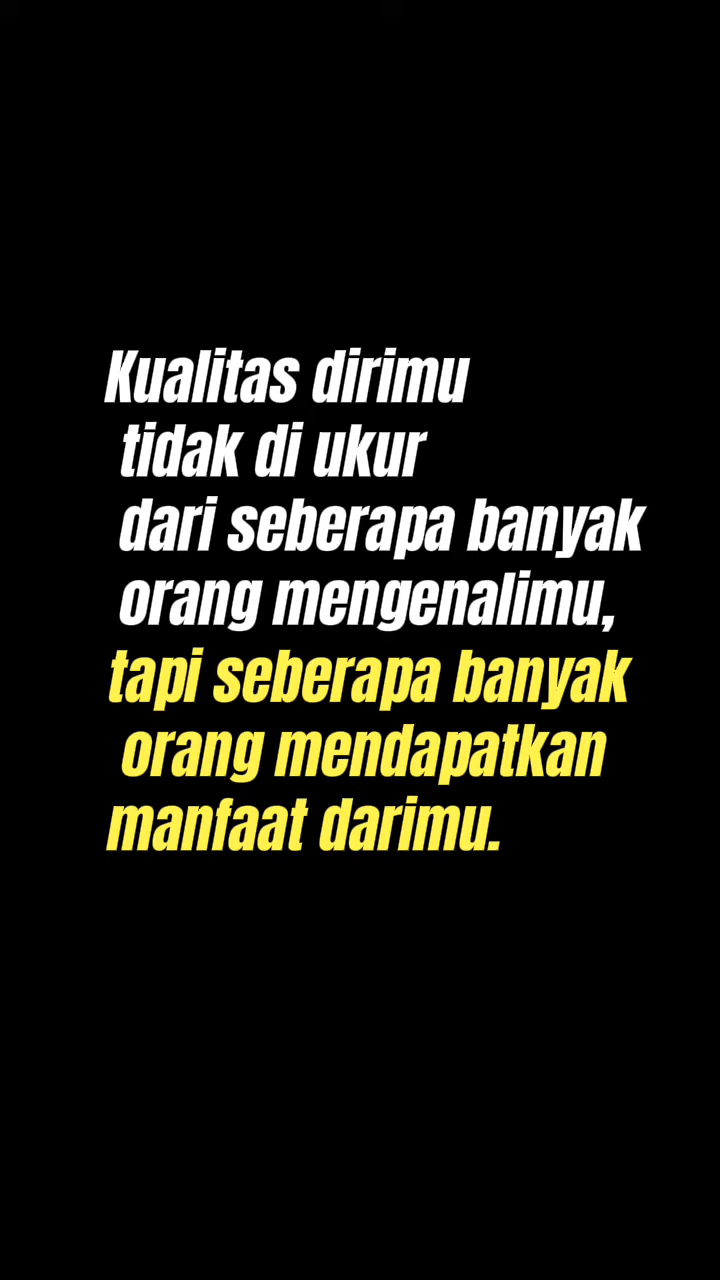 Kualitas dirimu
tidak di ukur
dari seberapa banyak
orang mengenalimu,
tapi seberapa banyak
orang mendapatkan
manfaat darimu.